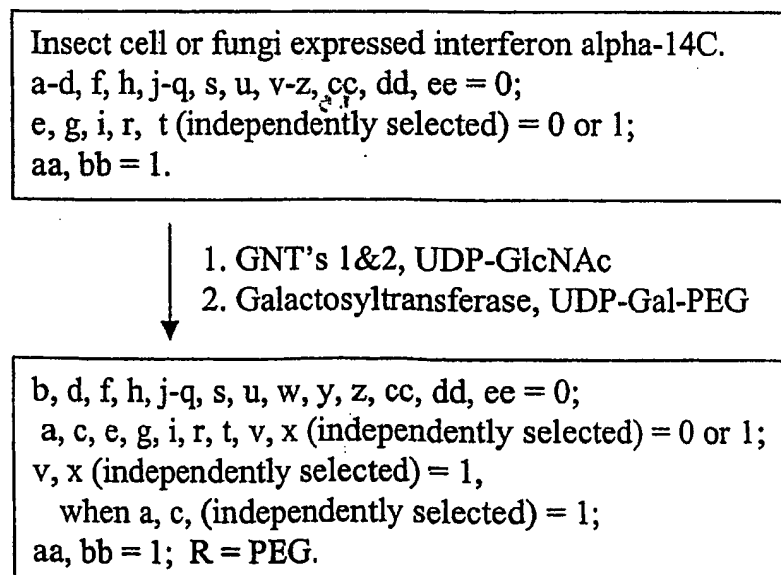 Insect cell or fungi expressed interferon alpha-14C.
a-d, f, h, j-q, s, u, v-z, cc, dd, ee = 0;
e, g, i, r, t (independently selected) = 0 or 1;
aa, bb = 1.
1. GNT's 1&2, UDP-GlcNAc
2. Galactosyltransferase, UDP-Gal-PEG
b, d, f, h, j-q, s, u, w, y, z, cc, dd, ee = 0;
a, c, e, g, i, r, t, v, x (independently selected) = 0 or 1;
v, x (independently selected) = 1,
when a, c, (independently selected) = 1;
aa, bb = 1; R = PEG.